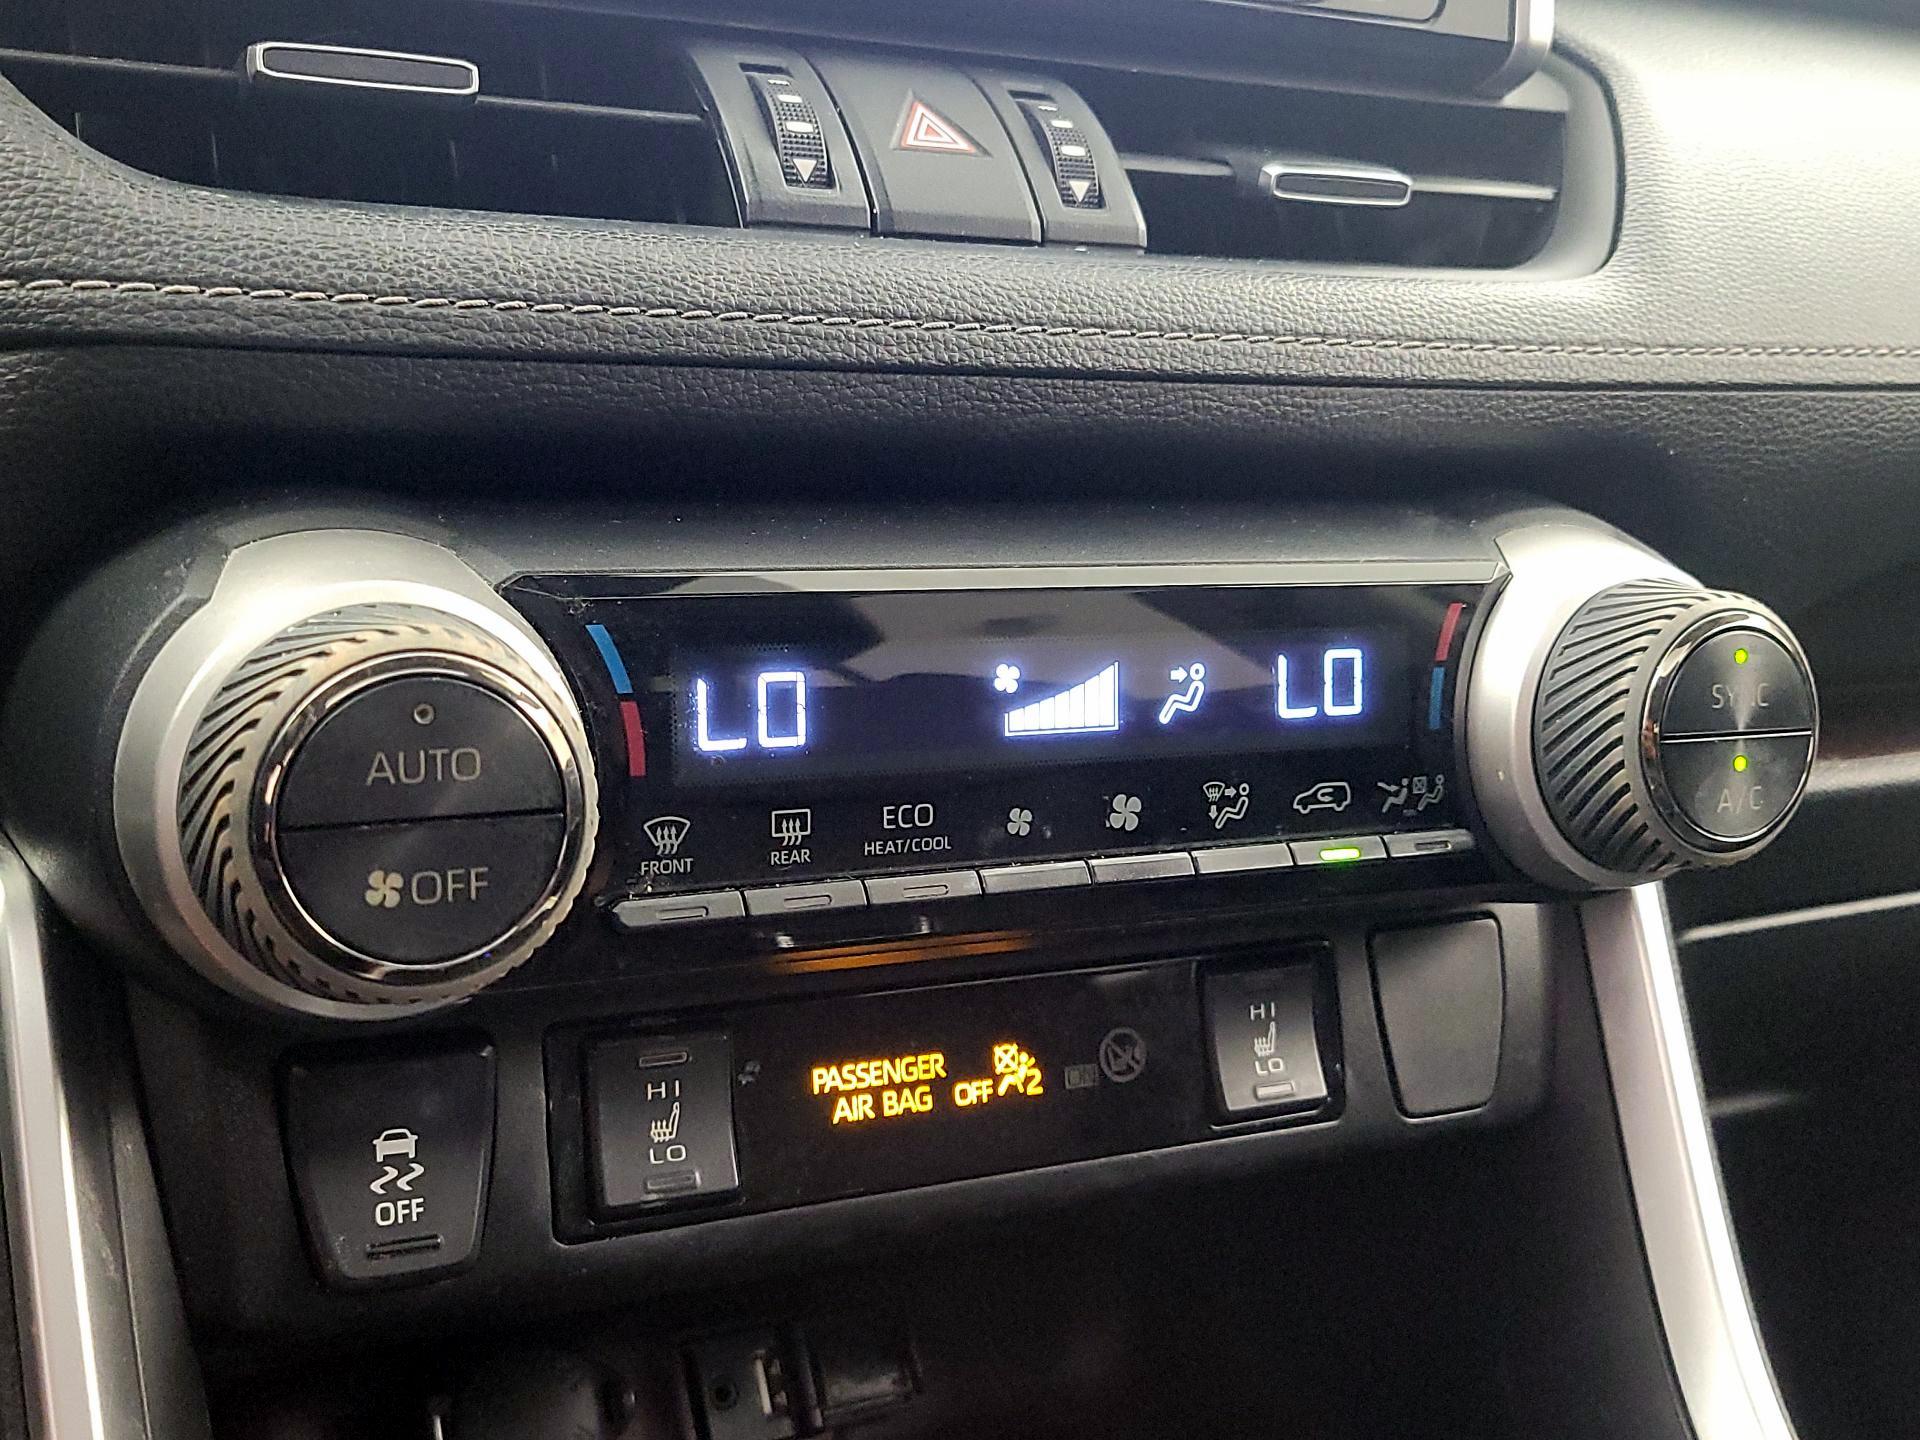 LO
LO
AUTO
OFF
SYNC
A/C
FRONT
REAR
ECO
HEAT/COOL
OFF
HI
LO
PASSENGER
AIR BAG OFF 2
HI
LO